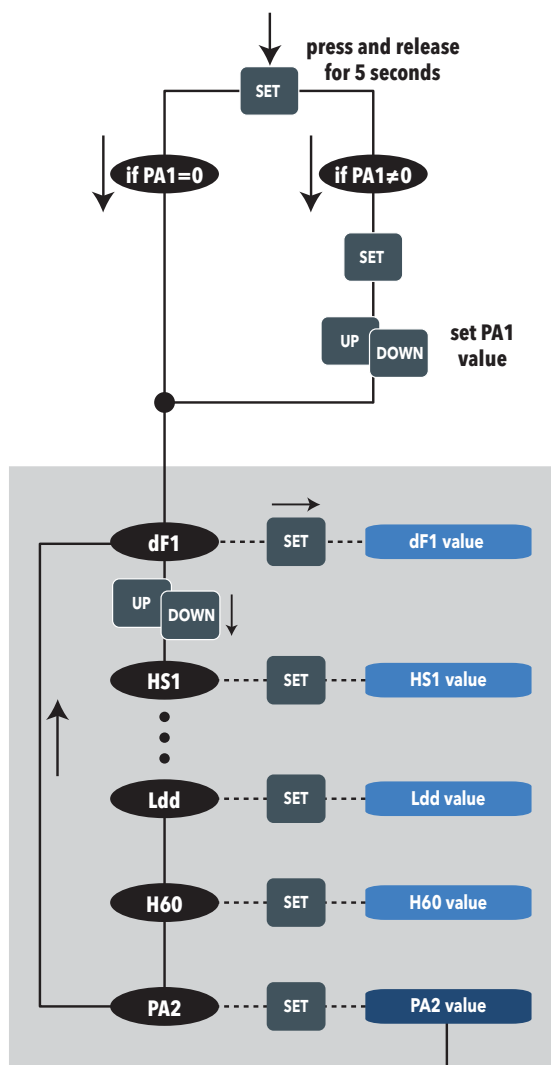 press and release
for 5 seconds
SET
if PA1=0
if PA1≠0
SET
UP
DOWN
set PA1
value
dF1
SET
dF1 value
UP
DOWN
HS1
SET
HS1 value
Ldd
SET
Ldd value
H60
SET
H60 value
PA2
SET
PA2 value